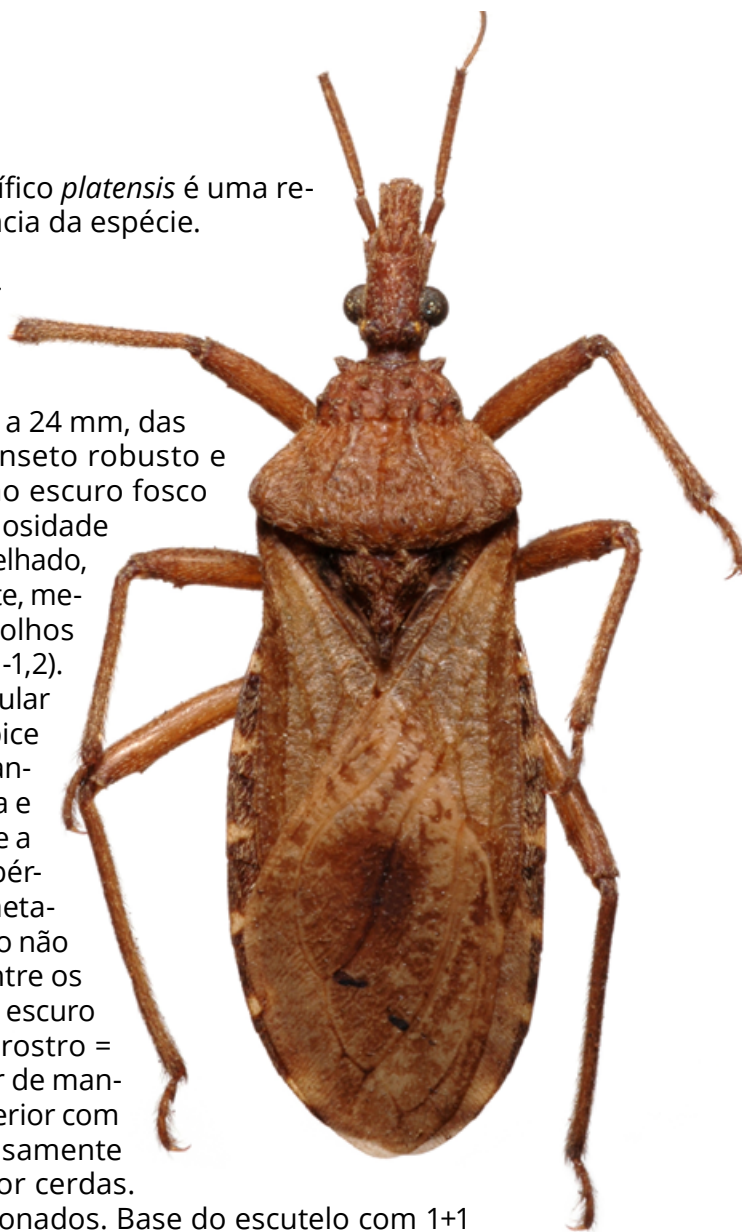 ífico platensis é uma re-
ncia da espécie.
a 24 mm, das
nseto robusto e
o escuro fosco
osidade
elhado,
te, me-
olhos
-1,2).
ular
pice
an-
a e
e a
pér-
neta-
o não
ntre os
escuro
rostro =
r de man-
erior com
samente
or cerdas.
onados. Base do escutelo com 1+1